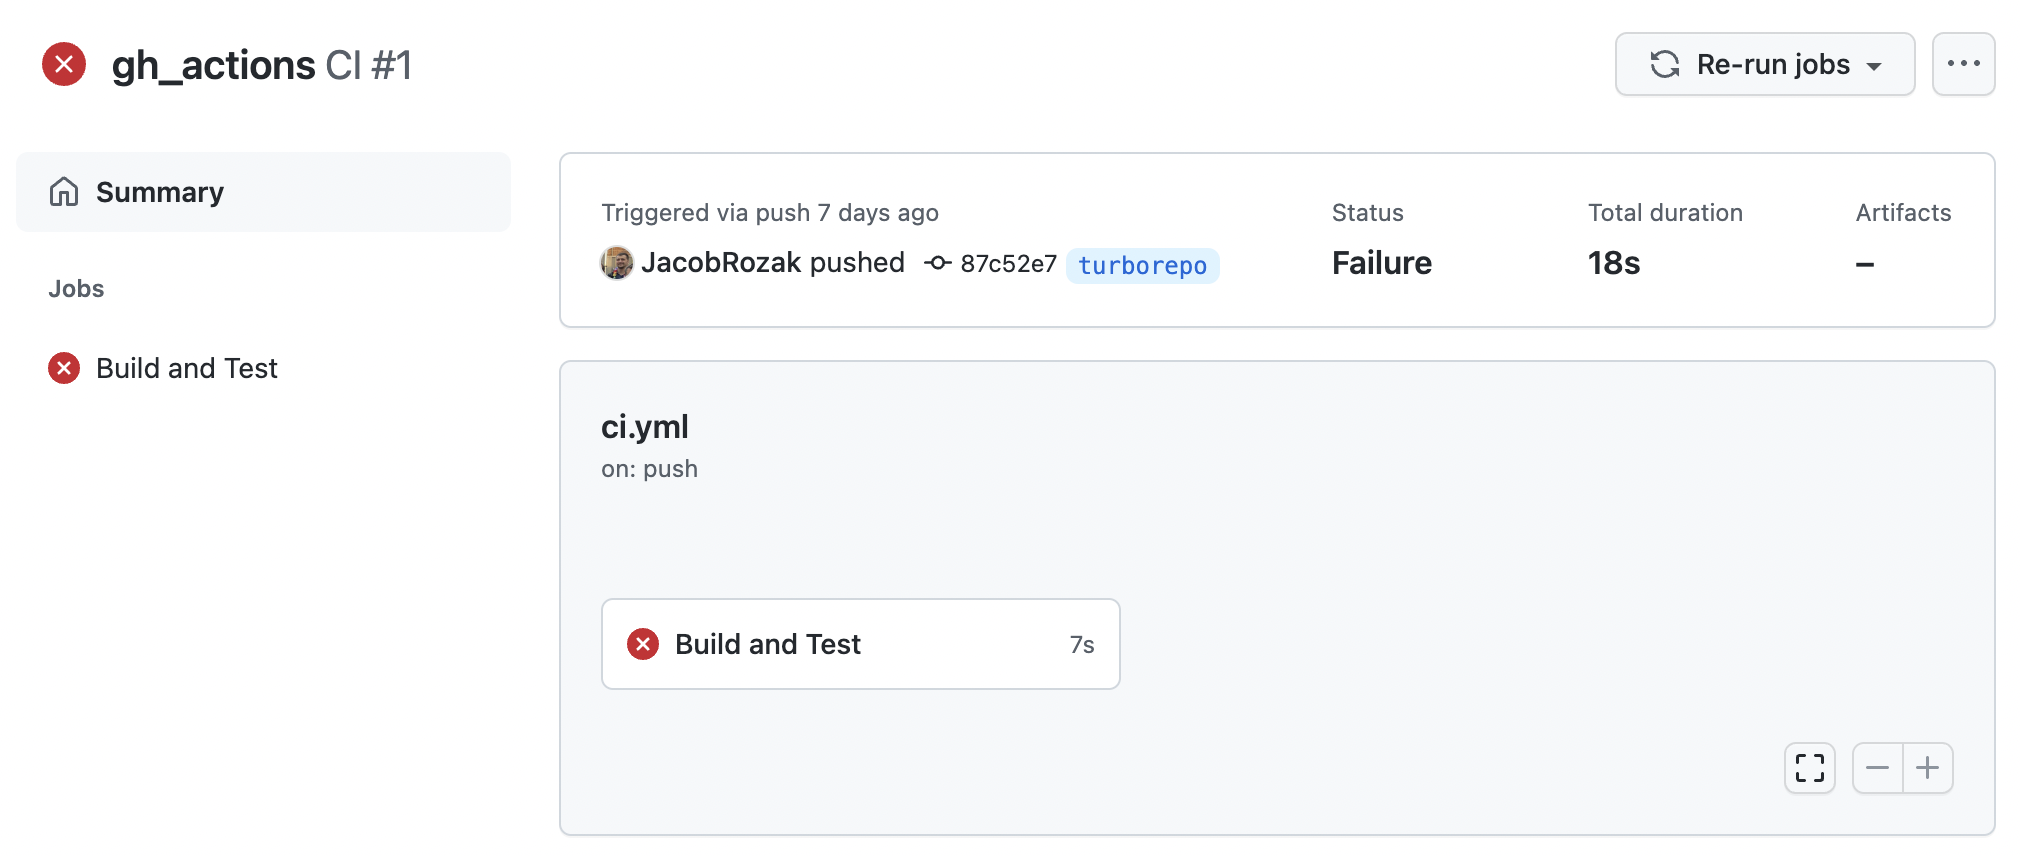 gh_actions CI #1
Re-run jobs
Summary
Jobs
Build and Test
Triggered via push 7 days ago
JacobRozak pushed 87c52e7 turborepo
Status
Failure
Total duration
18s
Artifacts
–
ci.yml
on: push
Build and Test 7s